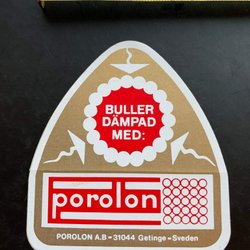 BULLER
DÄMPAD
MED:
porolon
POROLON A.B - 31044 Getinge - Sveden